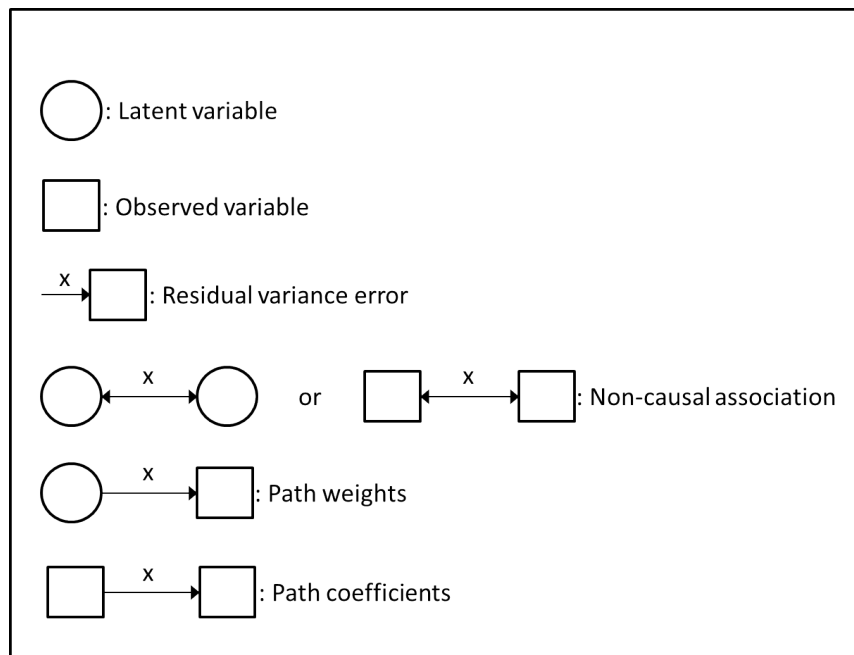 : Latent variable
: Observed variable
x
: Residual variance error
x
or
x
: Non-causal association
x
: Path weights
x
: Path coefficients